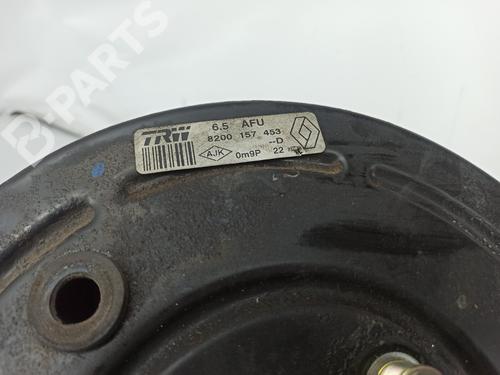 B-PARTS
6.5 AFU
TRW
8200 157 453
--D
AJK
0m9P
22